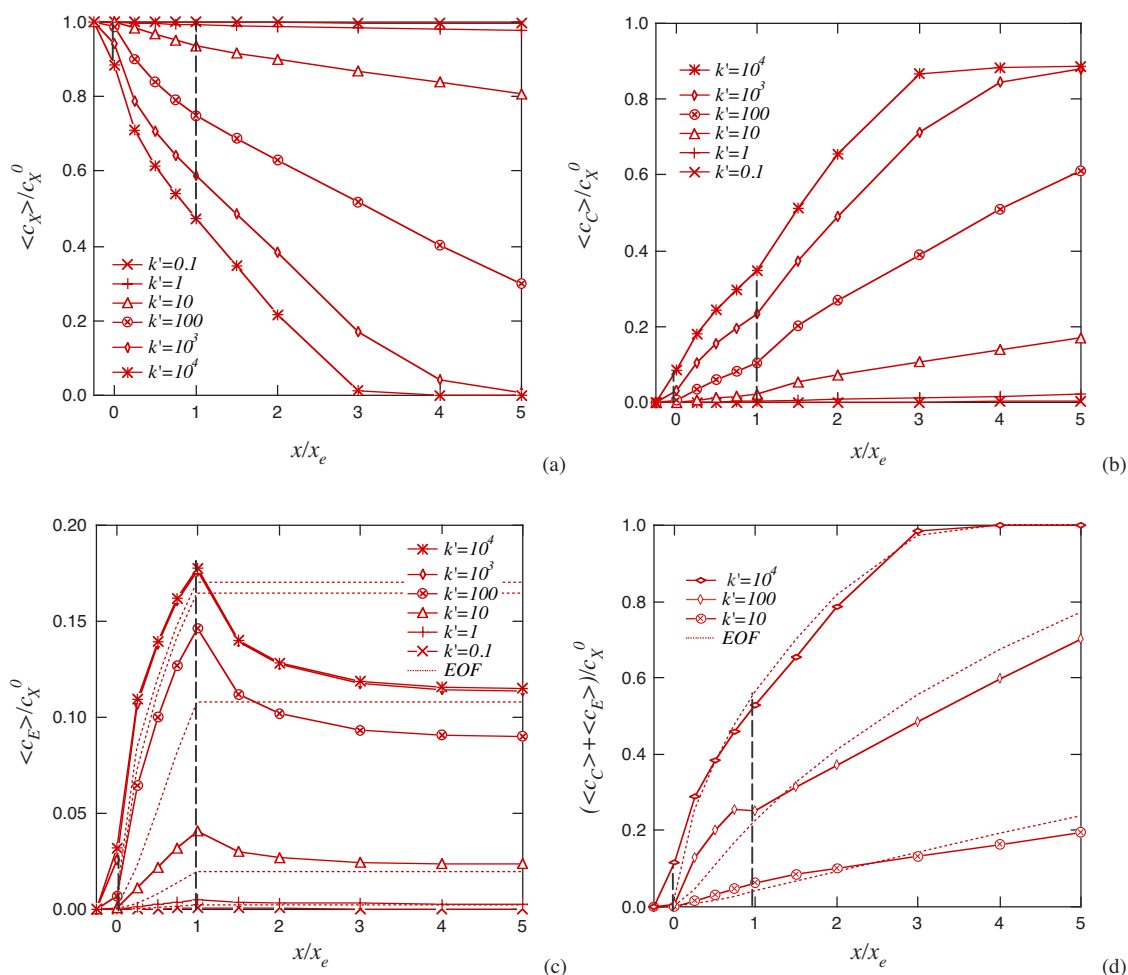 1.0
0.8
0.6
0.4
0.2
0.0
<c_X>/c_X^0
k'=0.1
k'=1
k'=10
k'=100
k'=10^3
k'=10^4
0 1 2 3 4 5
x/x_e
(a)
1.0
0.8
0.6
0.4
0.2
0.0
<c_C>/c_X^0
k'=10^4
k'=10^3
k'=100
k'=10
k'=1
k'=0.1
0 1 2 3 4 5
x/x_e
(b)
0.20
0.15
0.10
0.05
0.00
<c_E>/c_X^0
k'=10^4
k'=10^3
k'=100
k'=10
k'=1
k'=0.1
EOF
0 1 2 3 4 5
x/x_e
(c)
1.0
0.8
0.6
0.4
0.2
0.0
(<c_C>+<c_E>)/c_X^0
k'=10^4
k'=100
k'=10
EOF
0 1 2 3 4 5
x/x_e
(d)